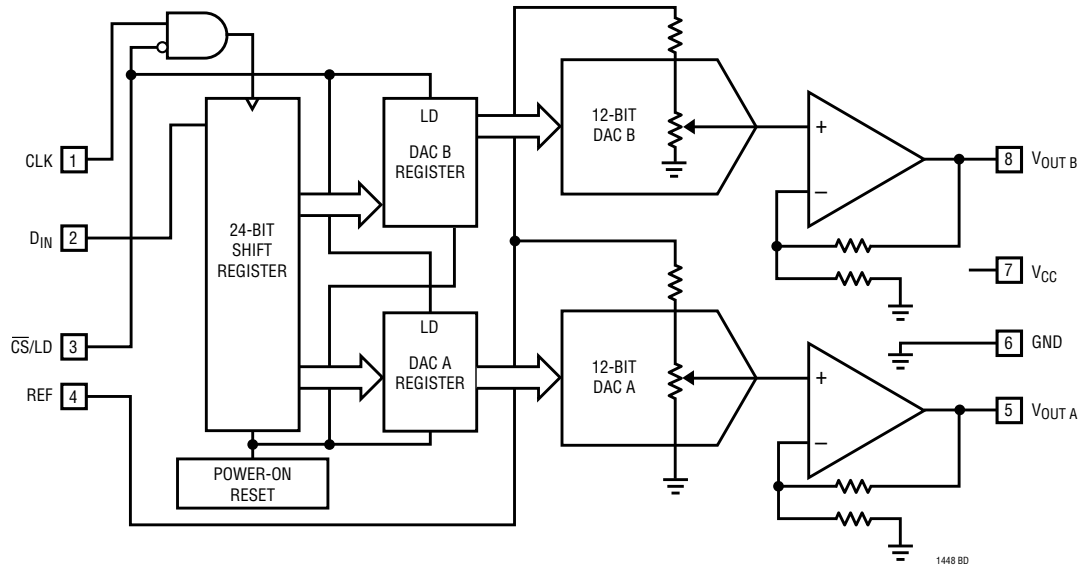 CLK 1
D_IN 2
C̅S̅/LD 3
REF 4
24-BIT
SHIFT
REGISTER
POWER-ON
RESET
LD
DAC B
REGISTER
LD
DAC A
REGISTER
12-BIT
DAC B
12-BIT
DAC A
+
–
+
–
8 V_OUT B
7 V_CC
6 GND
5 V_OUT A
1448 BD